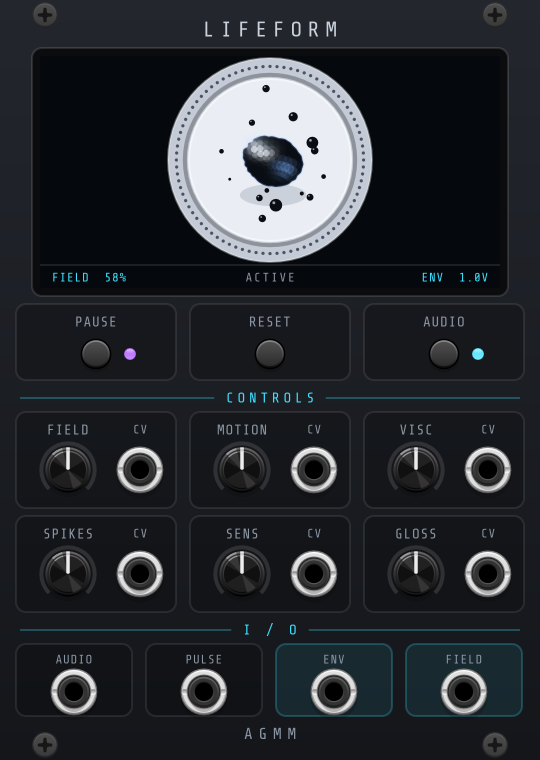 LIFEFORM
FIELD 58% ACTIVE ENV 1.0V
PAUSE RESET AUDIO
CONTROLS
FIELD CV MOTION CV VISC CV
SPIKES CV SENS CV GLOSS CV
I / O
AUDIO PULSE ENV FIELD
AGMM